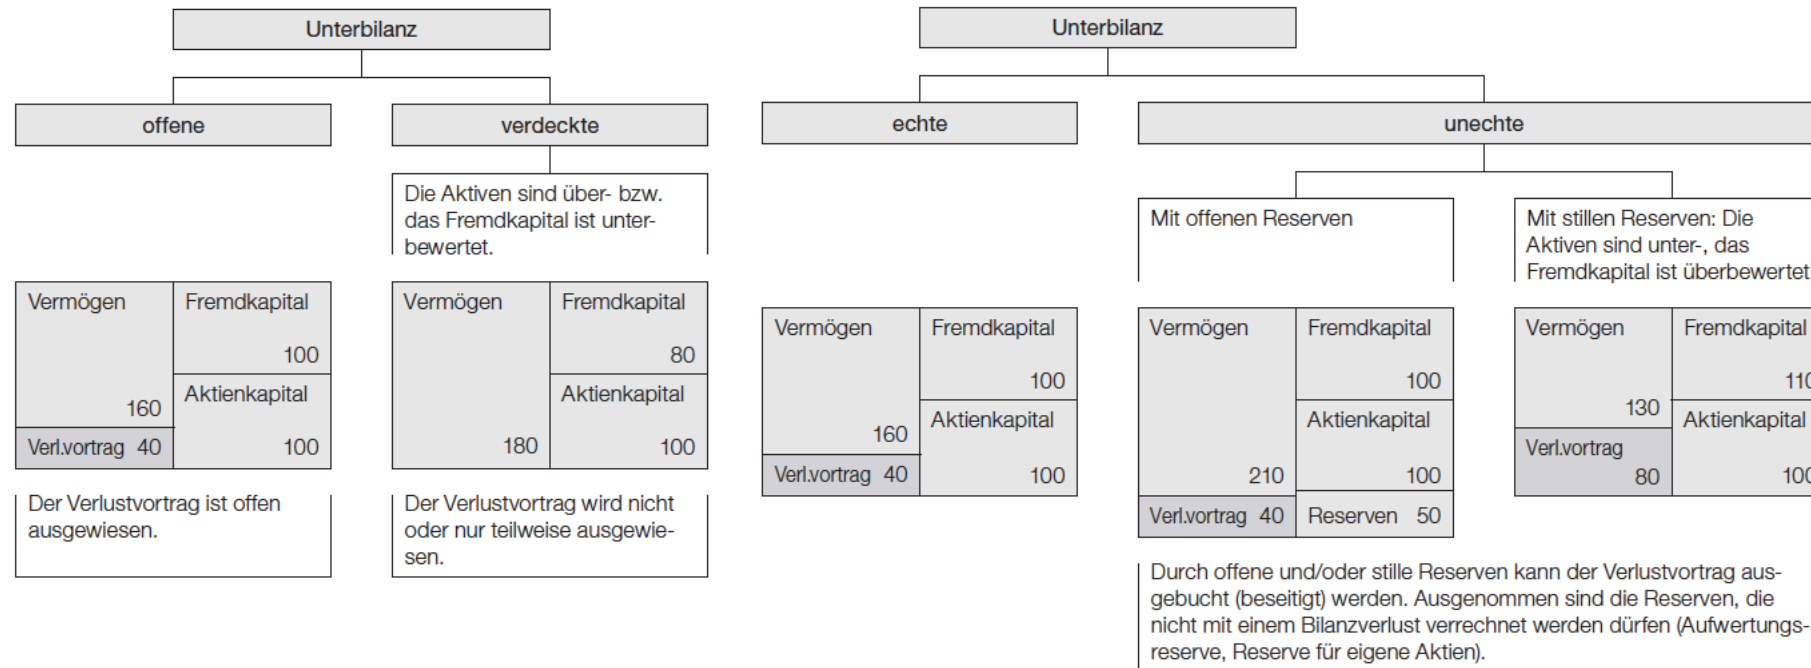 Unterbilanz
offene
verdeckte
Die Aktiven sind über- bzw.
das Fremdkapital ist unter-
bewertet.
Vermögen
160
Verl.vortrag 40
Fremdkapital
100
Aktienkapital
100
Der Verlustvortrag ist offen
ausgewiesen.
Vermögen
180
Fremdkapital
80
Aktienkapital
100
Der Verlustvortrag wird nicht
oder nur teilweise ausgewie-
sen.
Unterbilanz
echte
unechte
Mit offenen Reserven
Mit stillen Reserven: Die
Aktiven sind unter-, das
Fremdkapital ist überbewertet
Vermögen
160
Verl.vortrag 40
Fremdkapital
100
Aktienkapital
100
Vermögen
210
Verl.vortrag 40
Fremdkapital
100
Aktienkapital
100
Reserven 50
Vermögen
130
Verl.vortrag
80
Fremdkapital
110
Aktienkapital
100
Durch offene und/oder stille Reserven kann der Verlustvortrag aus-
gebucht (beseitigt) werden. Ausgenommen sind die Reserven, die
nicht mit einem Bilanzverlust verrechnet werden dürfen (Aufwertungs-
reserve, Reserve für eigene Aktien).